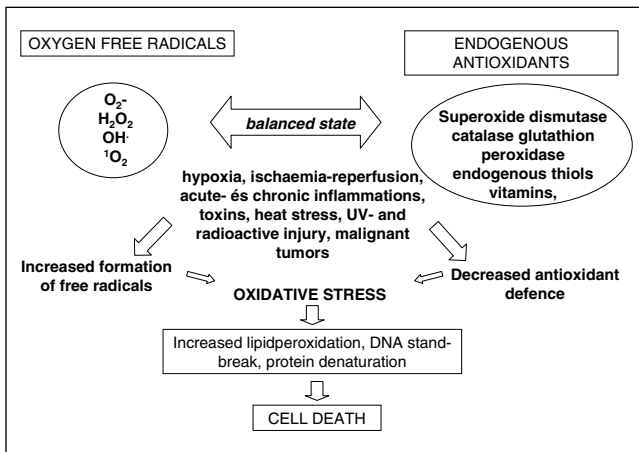 OXYGEN FREE RADICALS
ENDOGENOUS
ANTIOXIDANTS
O₂-
H₂O₂
OH·
¹O₂
balanced state
Superoxide dismutase
catalase glutathion
peroxidase
endogenous thiols
vitamins,
hypoxia, ischaemia-reperfusion,
acute- és chronic inflammations,
toxins, heat stress, UV- and
radioactive injury, malignant
tumors
Increased formation
of free radicals
Decreased antioxidant
defence
OXIDATIVE STRESS
Increased lipidperoxidation, DNA stand-
break, protein denaturation
CELL DEATH